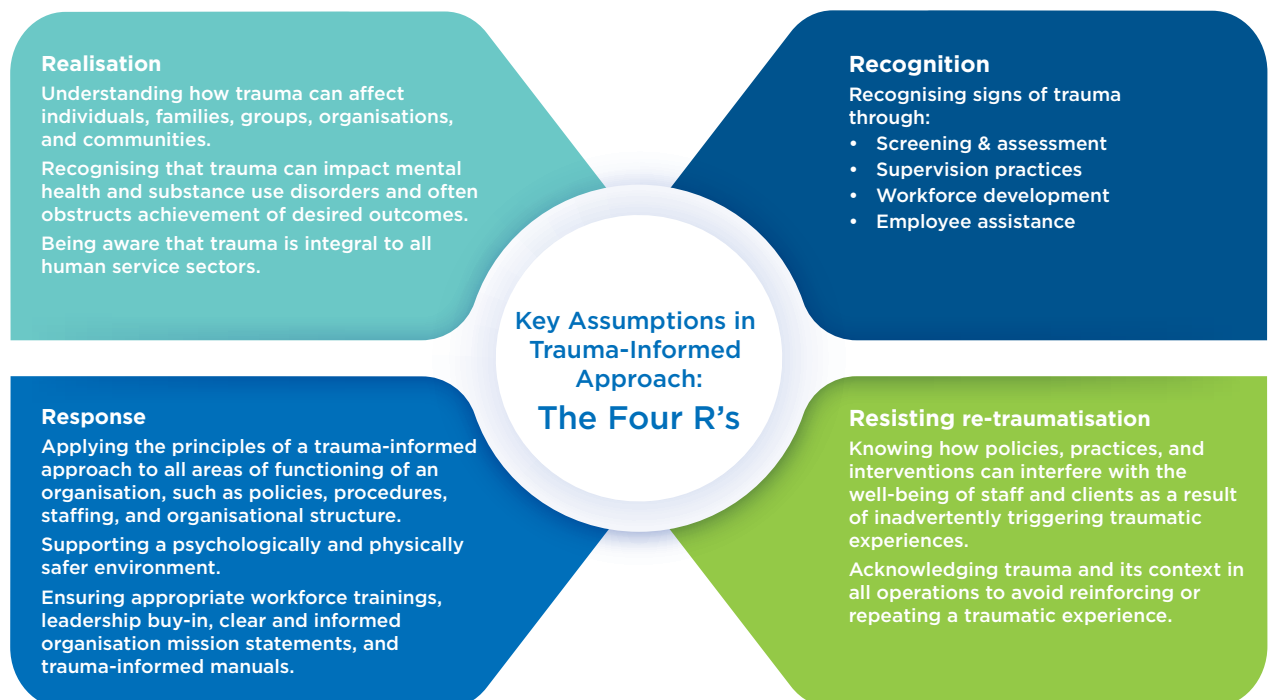 Realisation
Understanding how trauma can affect
individuals, families, groups, organisations,
and communities.
Recognising that trauma can impact mental
health and substance use disorders and often
obstructs achievement of desired outcomes.
Being aware that trauma is integral to all
human service sectors.
Recognition
Recognising signs of trauma
through:
• Screening & assessment
• Supervision practices
• Workforce development
• Employee assistance
Key Assumptions in
Trauma-Informed
Approach:
The Four R's
Response
Applying the principles of a trauma-informed
approach to all areas of functioning of an
organisation, such as policies, procedures,
staffing, and organisational structure.
Supporting a psychologically and physically
safer environment.
Ensuring appropriate workforce trainings,
leadership buy-in, clear and informed
organisation mission statements, and
trauma-informed manuals.
Resisting re-traumatisation
Knowing how policies, practices, and
interventions can interfere with the
well-being of staff and clients as a result
of inadvertently triggering traumatic
experiences.
Acknowledging trauma and its context in
all operations to avoid reinforcing or
repeating a traumatic experience.